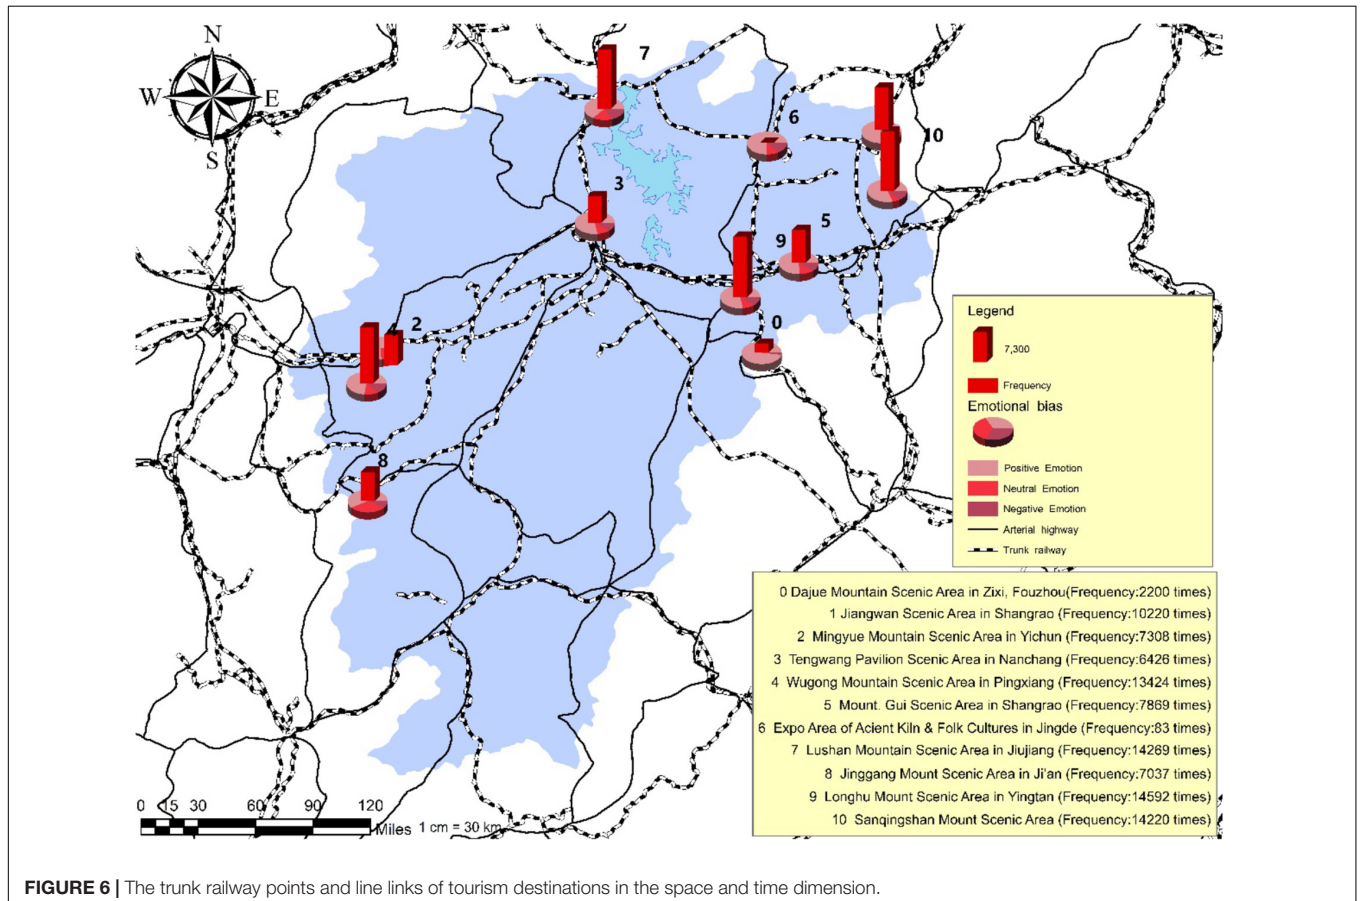 N
W
E
S
7
6
10
3
5
9
0
4
2
8
Legend
7,300
Frequency
Emotional bias
Positive Emotion
Neutral Emotion
Negative Emotion
Arterial highway
Trunk railway
0 Dajue Mountain Scenic Area in Zixi, Fouzhou(Frequency:2200 times)
1 Jiangwan Scenic Area in Shangrao (Frequency:10220 times)
2 Mingyue Mountain Scenic Area in Yichun (Frequency:7308 times)
3 Tengwang Pavilion Scenic Area in Nanchang (Frequency:6426 times)
4 Wugong Mountain Scenic Area in Pingxiang (Frequency:13424 times)
5 Mount. Gui Scenic Area in Shangrao (Frequency:7869 times)
6 Expo Area of Acient Kiln & Folk Cultures in Jingde (Frequency:83 times)
7 Lushan Mountain Scenic Area in Jiujiang (Frequency:14269 times)
8 Jinggang Mount Scenic Area in Ji'an (Frequency:7037 times)
9 Longhu Mount Scenic Area in Yingtan (Frequency:14592 times)
10 Sanqingshan Mount Scenic Area (Frequency:14220 times)
0 15 30 60 90 120
Miles 1 cm = 30 km
FIGURE 6 | The trunk railway points and line links of tourism destinations in the space and time dimension.